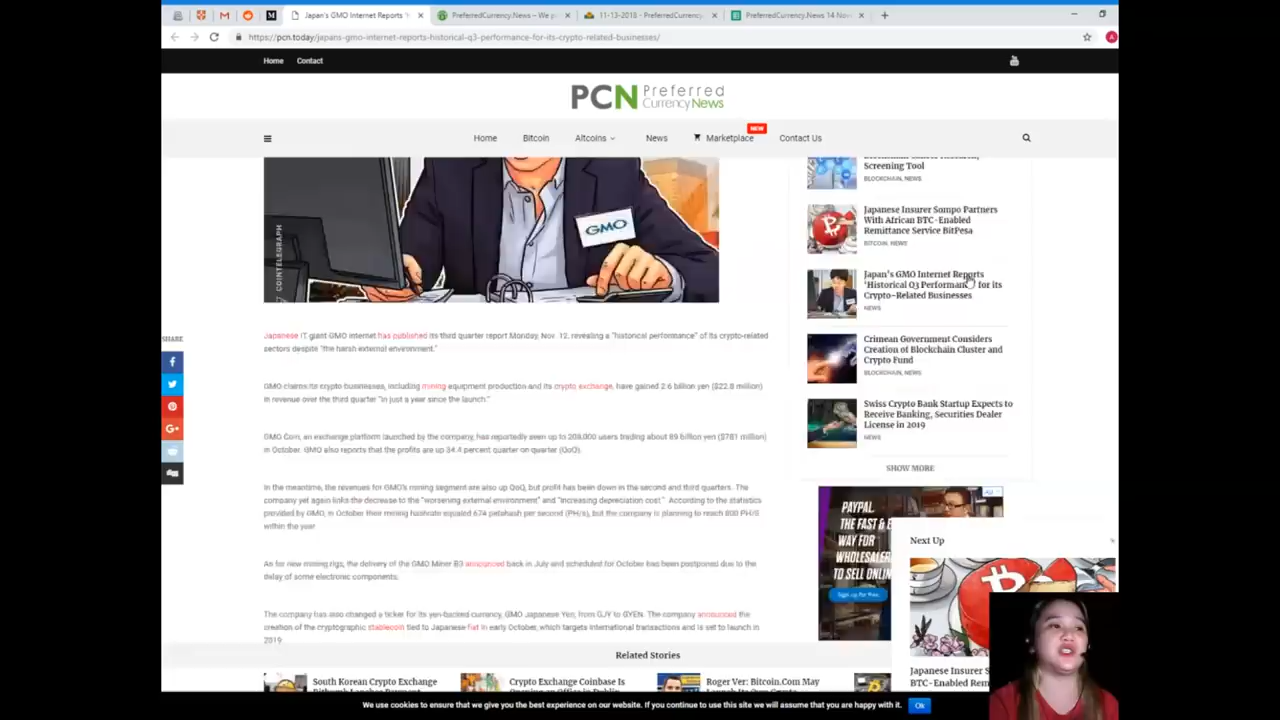 Japan's GMO Internet Reports 'H
PreferredCurrency.News – We p
11-13-2018 - PreferredCurrency
PreferredCurrency.News 14 Nov
https://pcn.today/japans-gmo-internet-reports-historical-q3-performance-for-its-crypto-related-businesses/
Home Contact
PCN Preferred
Currency News
NEW
Home Bitcoin Altcoins News Marketplace Contact Us
GMO
COINTELEGRAPH
Japanese IT giant GMO Internet has published its third quarter report Monday, Nov. 12, revealing a "historical performance" of its crypto-related
sectors despite "the harsh external environment."
GMO claims its crypto businesses, including mining equipment production and its crypto exchange, have gained 2.6 billion yen ($22.8 million)
in revenue over the third quarter "in just a year since the launch."
GMO Coin, an exchange platform launched by the company, has reportedly seen up to 208,000 users trading about 89 billion yen ($781 million)
in October. GMO also reports that the profits are up 34.4 percent quarter on quarter (QoQ).
In the meantime, the revenues for GMO's mining segment are also up QoQ, but profit has been down in the second and third quarters. The
company yet again links the decrease to the "worsening external environment" and "increasing depreciation cost." According to the statistics
provided by GMO, in October their mining hashrate equaled 674 petahash per second (PH/s), but the company is planning to reach 800 PH/s
within the year
As for new mining rigs, the delivery of the GMO Miner B3 announced back in July and scheduled for October has been postponed due to the
delay of some electronic components;
The company has also changed a ticker for its yen-backed currency, GMO Japanese Yen, from GJY to GYEN. The company announced the
creation of the cryptographic stablecoin tied to Japanese fiat in early October, which targets international transactions and is set to launch in
2019
SHARE
Screening Tool
BLOCKCHAIN, NEWS
Japanese Insurer Sompo Partners
With African BTC-Enabled
Remittance Service BitPesa
BITCOIN, NEWS
Japan's GMO Internet Reports
'Historical Q3 Performan for its
Crypto-Related Businesses
NEWS
Crimean Government Considers
Creation of Blockchain Cluster and
Crypto Fund
BLOCKCHAIN, NEWS
Swiss Crypto Bank Startup Expects to
Receive Banking, Securities Dealer
License in 2019
NEWS
SHOW MORE
PAYPAL.
THE FAST & E
WAY FOR
WHOLESALE
TO SELL ONLIN
Sign up for free
Next Up
Japanese Insurer S
BTC-Enabled Rem
Related Stories
South Korean Crypto Exchange
Bithumb Launches Payment
Crypto Exchange Coinbase Is
Opening an Office in Dublin
Roger Ver: Bitcoin.Com May
Launch Its Own Crypto
We use cookies to ensure that we give you the best experience on our website. If you continue to use this site we will assume that you are happy with it.
Ok